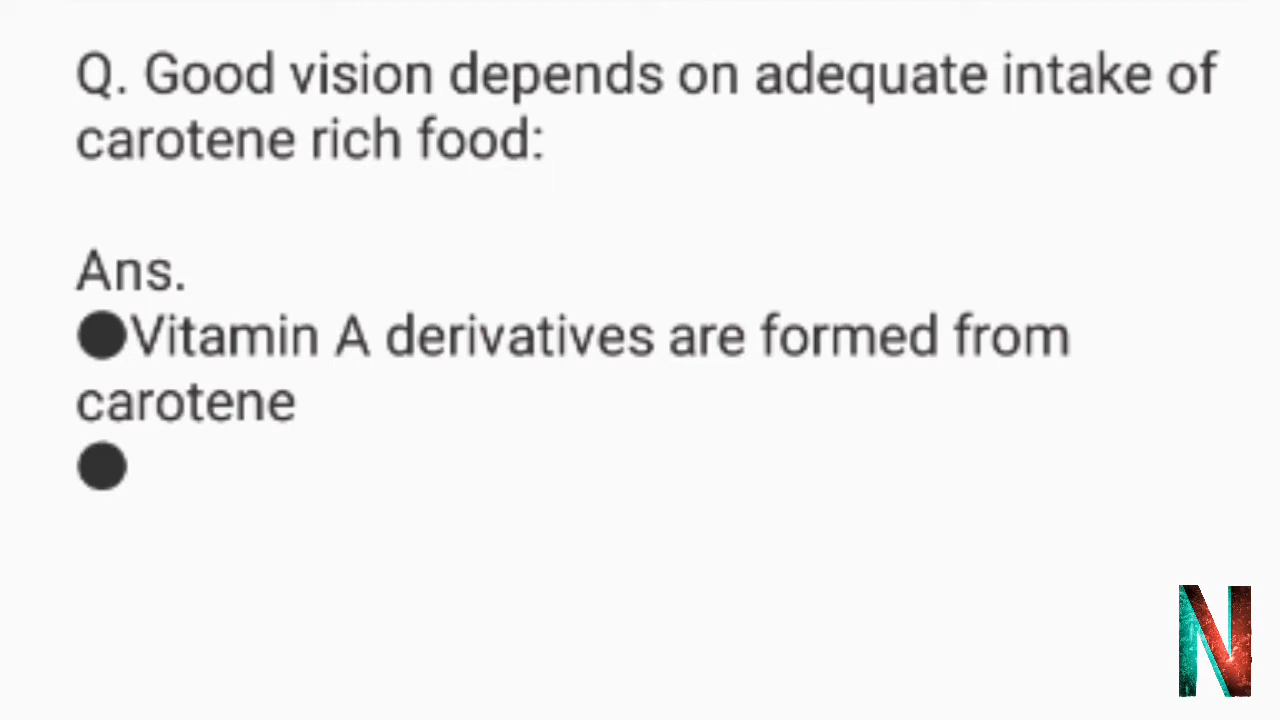 Q. Good vision depends on adequate intake of
carotene rich food:
Ans.
●Vitamin A derivatives are formed from
carotene
●
N